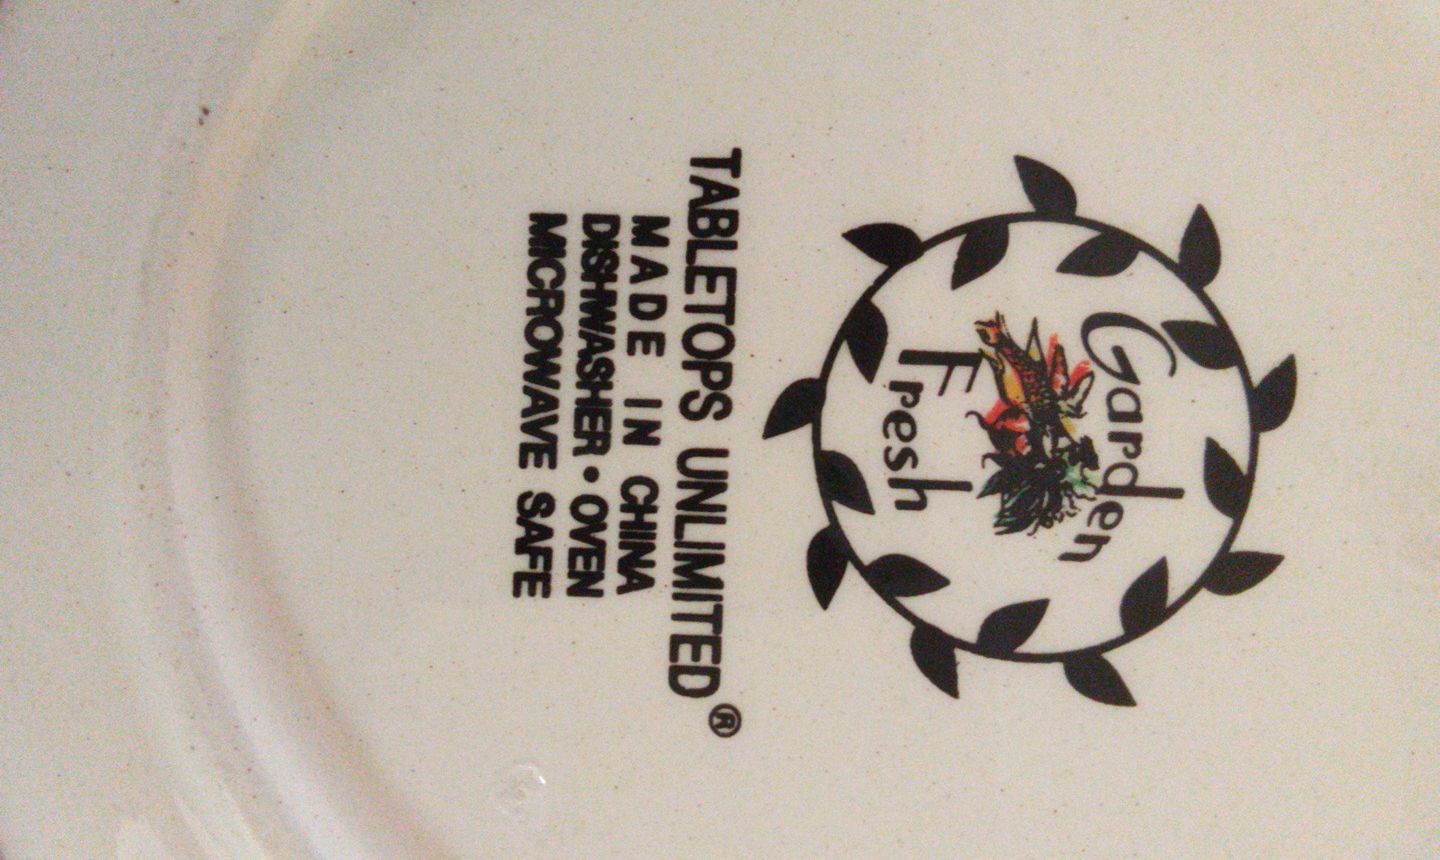 Garden
Fresh
TABLETOPS UNLIMITED®
MADE IN CHINA
DISHWASHER • OVEN
MICROWAVE SAFE